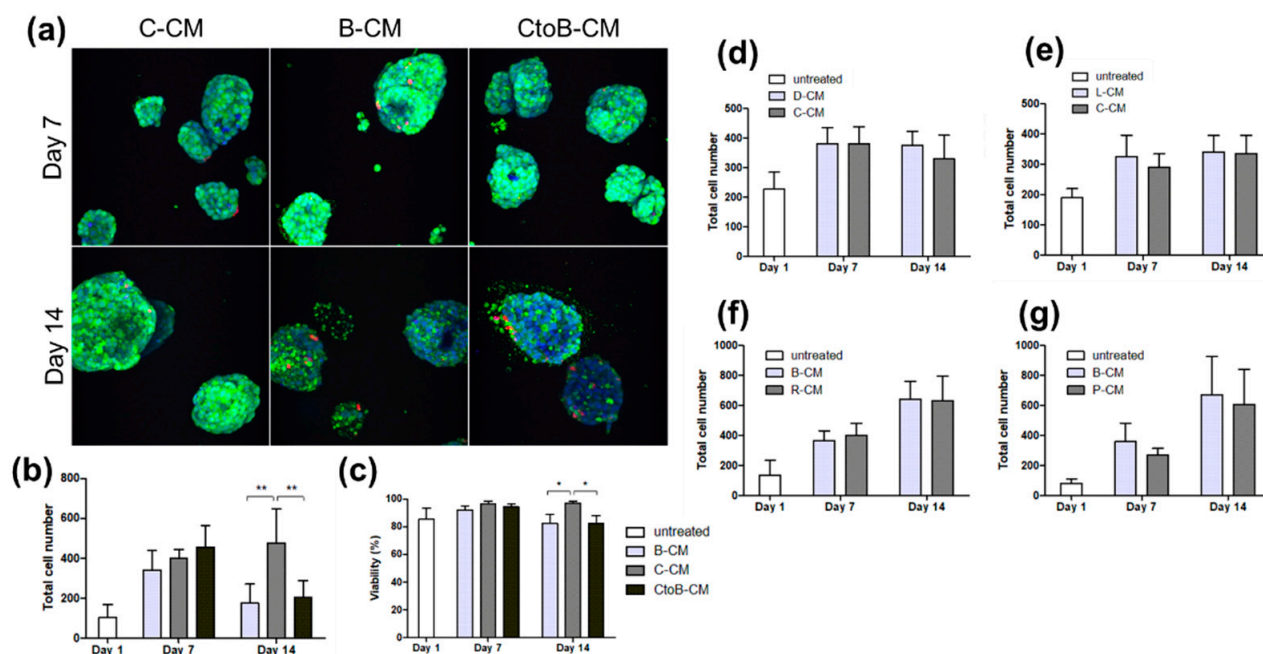 (a)
C-CM B-CM CtoB-CM
Day 7
Day 14
(b)
Total cell number
800
600
400
200
0
** **
Day 1 Day 7 Day 14
(c)
Viability (%)
100
80
60
40
20
0
* *
Day 1 Day 7 Day 14
untreated
B-CM
C-CM
CtoB-CM
(d)
untreated
D-CM
C-CM
Total cell number
500
400
300
200
100
0
Day 1 Day 7 Day 14
(e)
untreated
L-CM
C-CM
Total cell number
500
400
300
200
100
0
Day 1 Day 7 Day 14
(f)
untreated
B-CM
R-CM
Total cell number
1000
800
600
400
200
0
Day 1 Day 7 Day 14
(g)
untreated
B-CM
P-CM
Total cell number
1000
800
600
400
200
0
Day 1 Day 7 Day 14